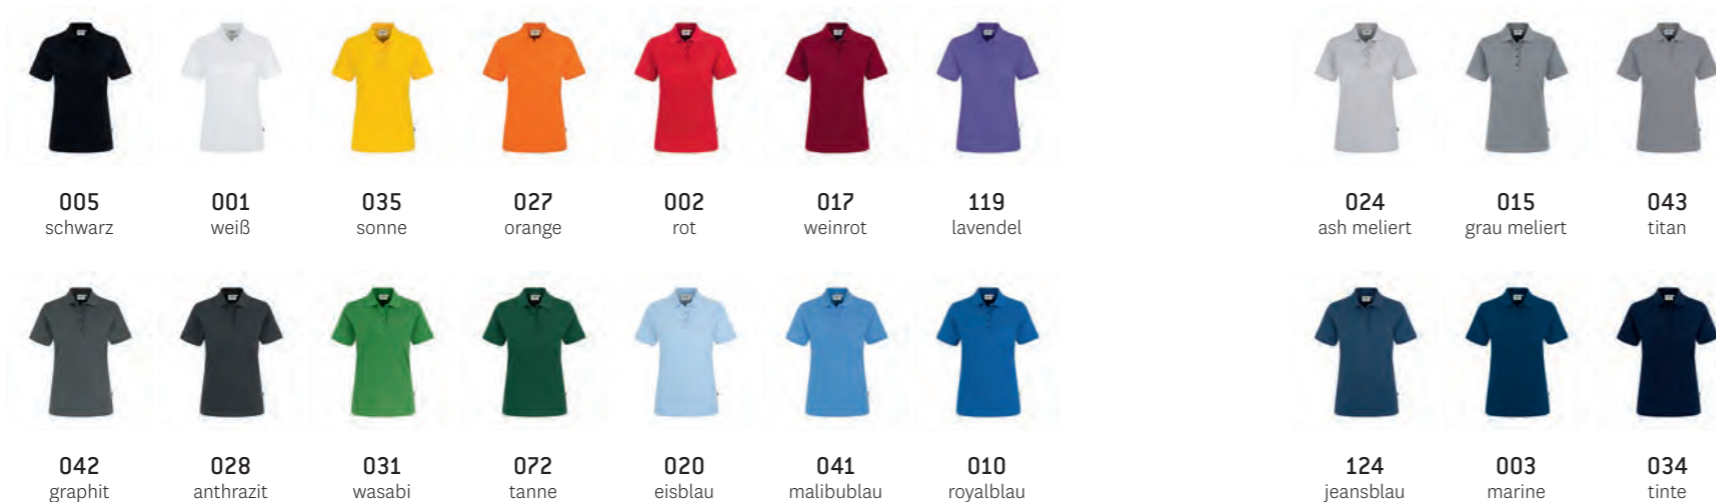 005 001 035 027 002 017 119 024 015 043
schwarz weiß sonne orange rot weinrot lavendel ash meliert grau meliert titan
042 028 031 072 020 041 010 124 003 034
graphit anthrazit wasabi tanne eisblau malibublau royalblau jeansblau marine tinte